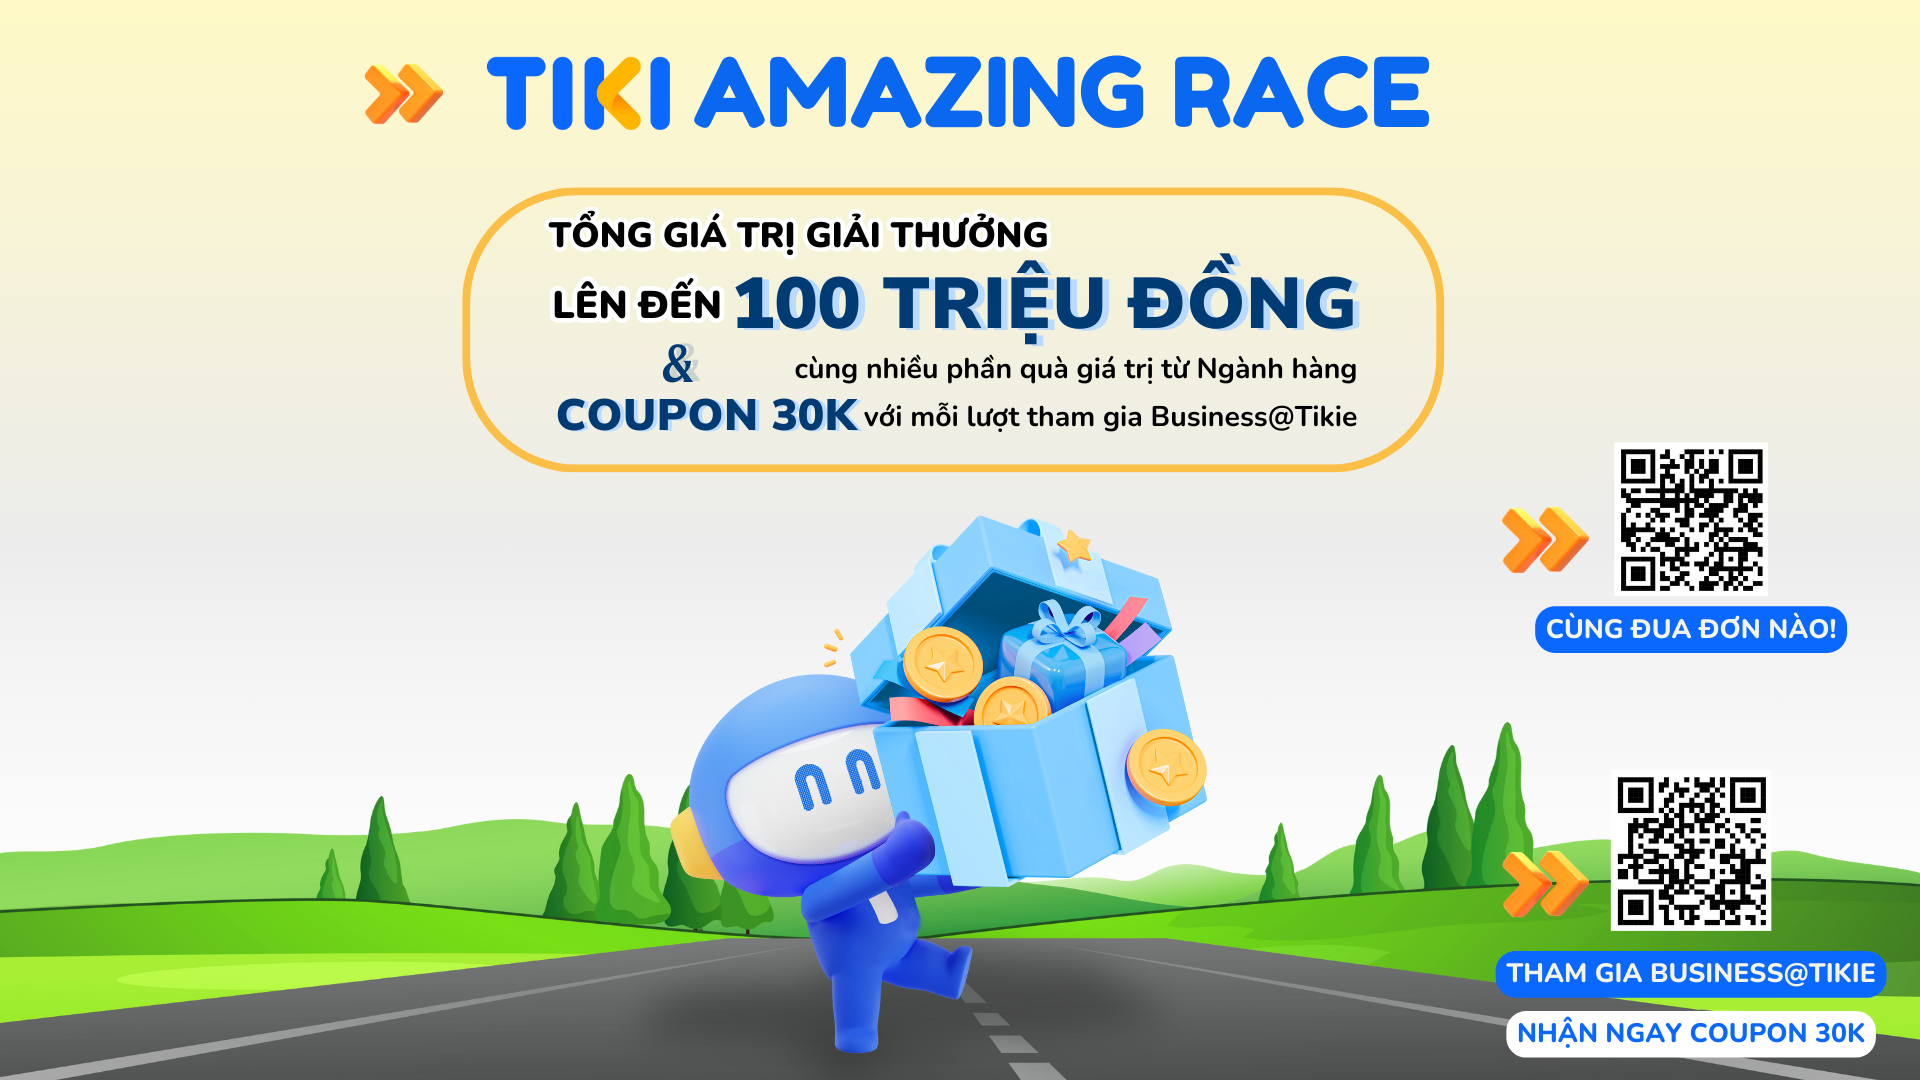 TIKI AMAZING RACE
TỔNG GIÁ TRỊ GIẢI THƯỞNG
LÊN ĐẾN 100 TRIỆU ĐỒNG
& cùng nhiều phần quà giá trị từ Ngành hàng
COUPON 30K với mỗi lượt tham gia Business@Tikie
CÙNG ĐUA ĐƠN NÀO!
THAM GIA BUSINESS@TIKIE
NHẬN NGAY COUPON 30K